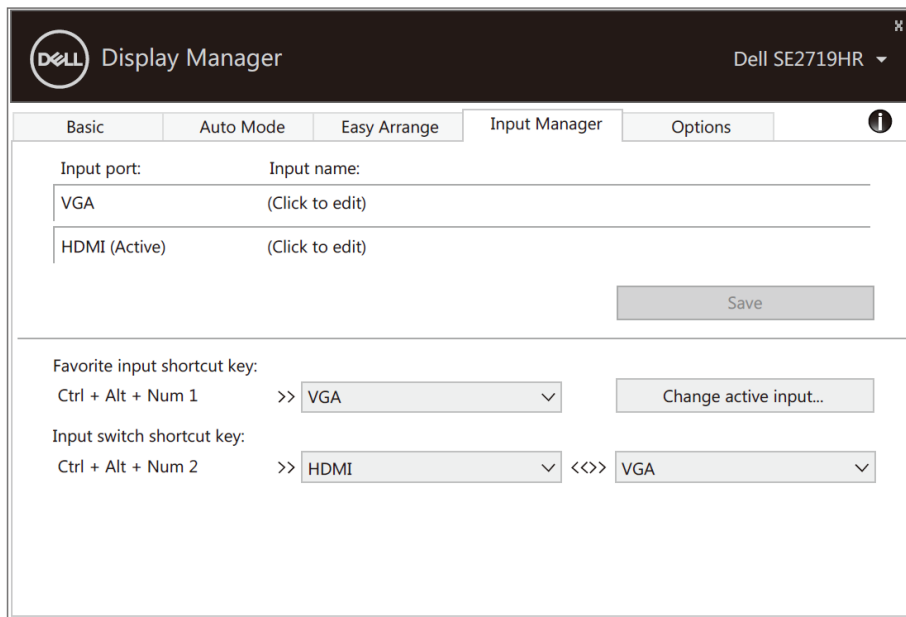 x
DELL Display Manager Dell SE2719HR
Basic Auto Mode Easy Arrange Input Manager Options i
Input port: Input name:
VGA (Click to edit)
HDMI (Active) (Click to edit)
Save
Favorite input shortcut key:
Ctrl + Alt + Num 1 >> VGA Change active input...
Input switch shortcut key:
Ctrl + Alt + Num 2 >> HDMI <<>> VGA